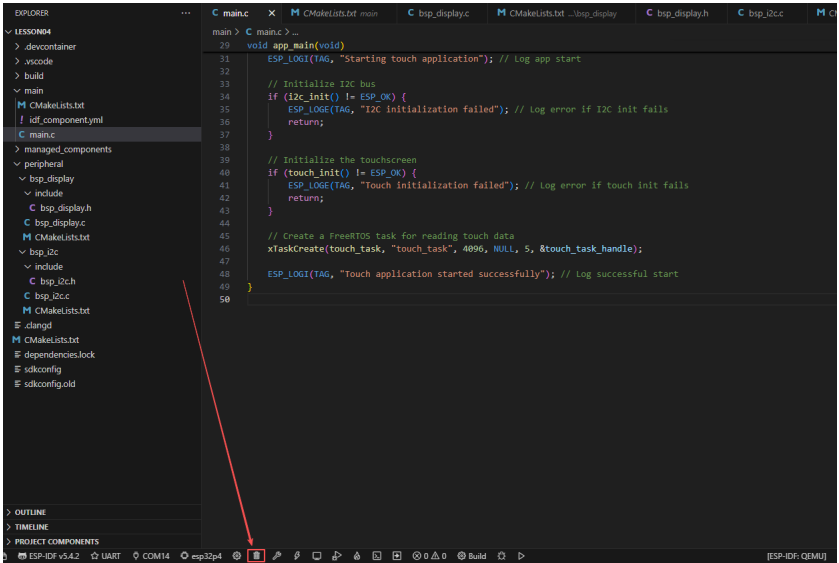 EXPLORER ...
LESSON04
.devcontainer
.vscode
build
main
M CMakeLists.txt
! idf_component.yml
C main.c
managed_components
peripheral
bsp_display
include
C bsp_display.h
C bsp_display.c
M CMakeLists.txt
bsp_i2c
include
C bsp_i2c.h
C bsp_i2c.c
M CMakeLists.txt
.clangd
M CMakeLists.txt
dependencies.lock
sdkconfig
sdkconfig.old
OUTLINE
TIMELINE
PROJECT COMPONENTS
C main.c M CMakeLists.txt main C bsp_display.c M CMakeLists.txt ...\bsp_display C bsp_display.h C bsp_i2c.c M
main > C main.c > ...
29 void app_main(void)
31 ESP_LOGI(TAG, "Starting touch application"); // Log app start
32
33 // Initialize I2C bus
34 if (i2c_init() != ESP_OK) {
35 ESP_LOGE(TAG, "I2C initialization failed"); // Log error if I2C init fails
36 return;
37 }
38
39 // Initialize the touchscreen
40 if (touch_init() != ESP_OK) {
41 ESP_LOGE(TAG, "Touch initialization failed"); // Log error if touch init fails
42 return;
43 }
44
45 // Create a FreeRTOS task for reading touch data
46 xTaskCreate(touch_task, "touch_task", 4096, NULL, 5, &touch_task_handle);
47
48 ESP_LOGI(TAG, "Touch application started successfully"); // Log successful start
49 }
50
ESP-IDF v5.4.2 UART COM14 esp32p4 0 0 Build [ESP-IDF: QEMU]